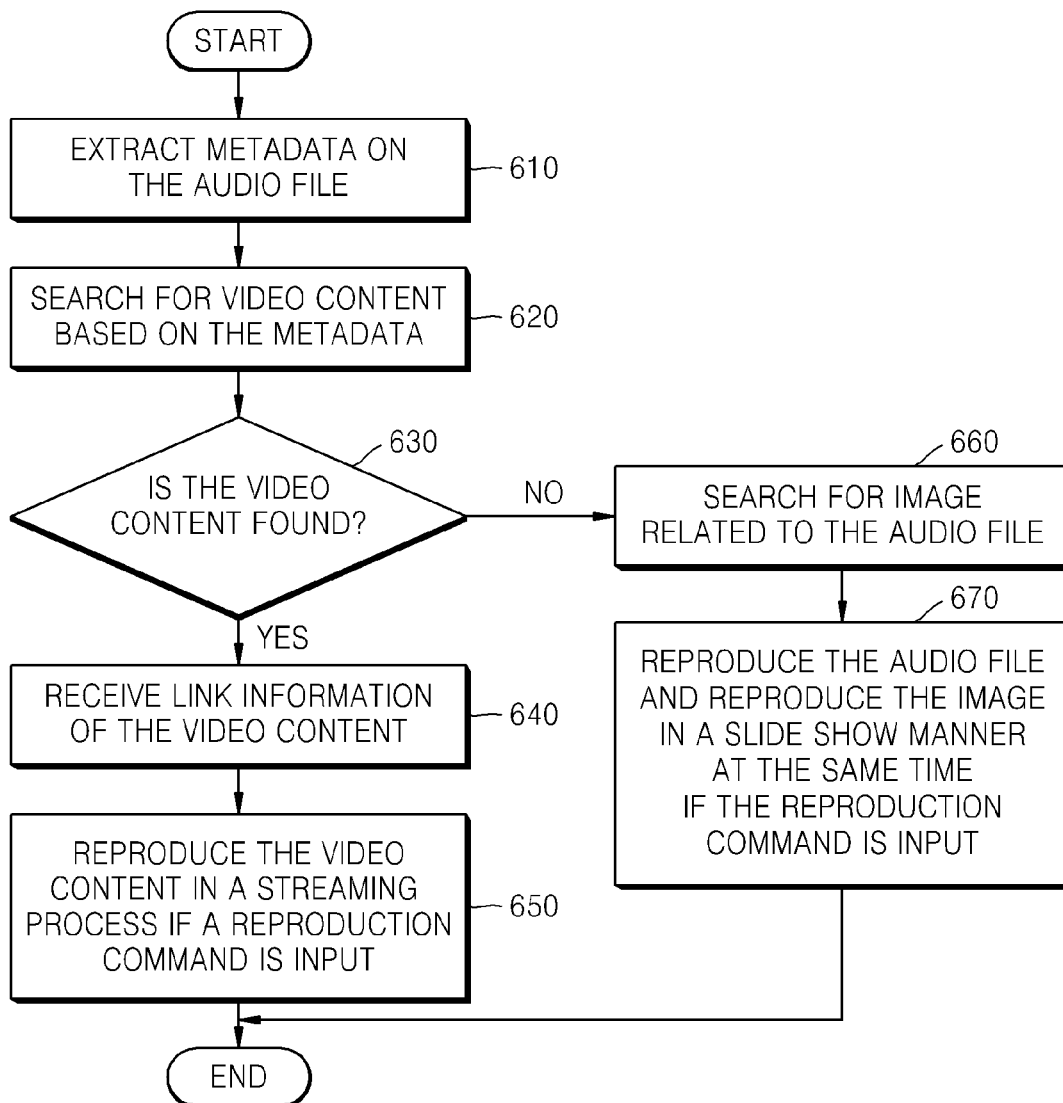 START
EXTRACT METADATA ON
THE AUDIO FILE
610
SEARCH FOR VIDEO CONTENT
BASED ON THE METADATA
620
630
IS THE VIDEO
CONTENT FOUND?
NO
YES
660
SEARCH FOR IMAGE
RELATED TO THE AUDIO FILE
670
REPRODUCE THE AUDIO FILE
AND REPRODUCE THE IMAGE
IN A SLIDE SHOW MANNER
AT THE SAME TIME
IF THE REPRODUCTION
COMMAND IS INPUT
RECEIVE LINK INFORMATION
OF THE VIDEO CONTENT
640
REPRODUCE THE VIDEO
CONTENT IN A STREAMING
PROCESS IF A REPRODUCTION
COMMAND IS INPUT
650
END